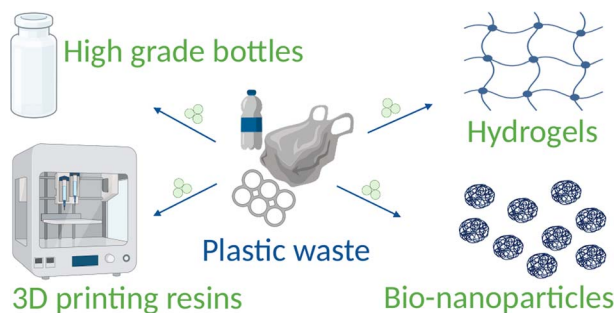 High grade bottles
Hydrogels
Plastic waste
3D printing resins
Bio-nanoparticles